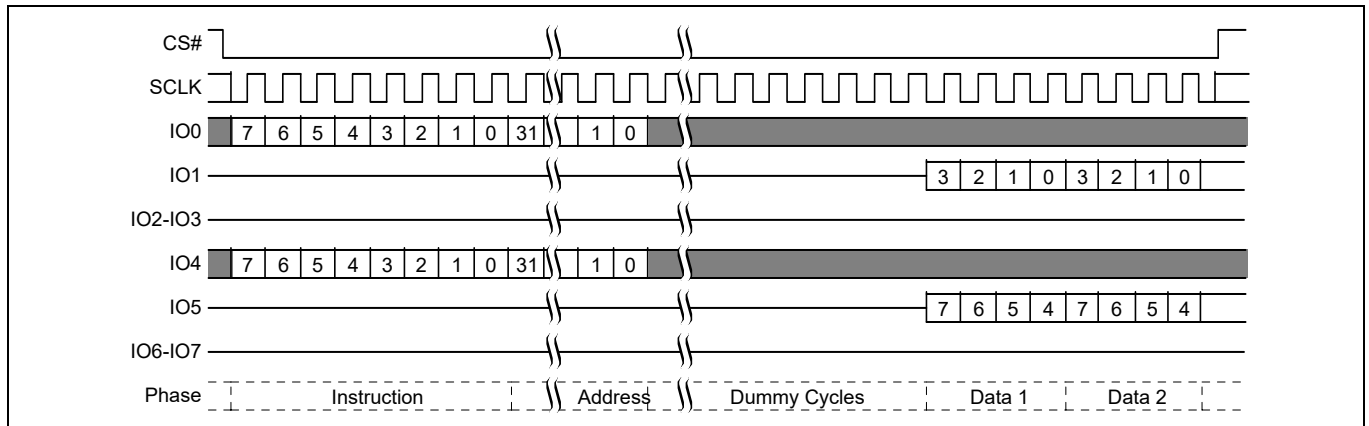 CS#
SCLK
IO0 7 6 5 4 3 2 1 0 31 1 0
IO1 3 2 1 0 3 2 1 0
IO2-IO3
IO4 7 6 5 4 3 2 1 0 31 1 0
IO5 7 6 5 4 7 6 5 4
IO6-IO7
Phase Instruction Address Dummy Cycles Data 1 Data 2